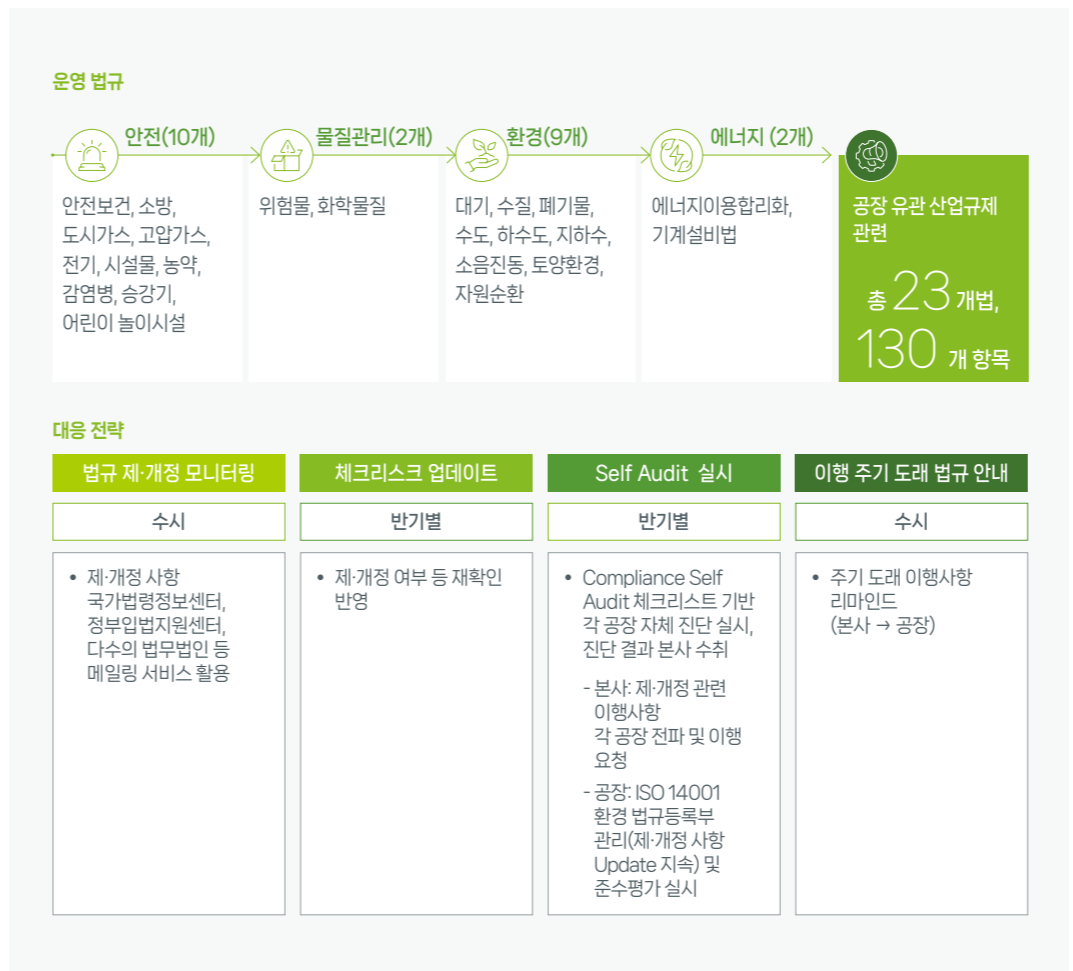 운영 법규
안전(10개)
안전보건, 소방,
도시가스, 고압가스,
전기, 시설물, 농약,
감염병, 승강기,
어린이 놀이시설
물질관리(2개)
위험물, 화학물질
환경(9개)
대기, 수질, 폐기물,
수도, 하수도, 지하수,
소음진동, 토양환경,
자원순환
에너지 (2개)
에너지이용합리화,
기계설비법
공장 유관 산업규제
관련
총 23 개법,
130 개 항목
대응 전략
법규 제·개정 모니터링
수시
• 제·개정 사항
국가법령정보센터,
정부입법지원센터,
다수의 법무법인 등
메일링 서비스 활용
체크리스크 업데이트
반기별
• 제·개정 여부 등 재확인
반영
Self Audit 실시
반기별
• Compliance Self
Audit 체크리스트 기반
각 공장 자체 진단 실시,
진단 결과 본사 수취
- 본사: 제·개정 관련
이행사항
각 공장 전파 및 이행
요청
- 공장: ISO 14001
환경 법규등록부
관리(제·개정 사항
Update 지속) 및
준수평가 실시
이행 주기 도래 법규 안내
수시
• 주기 도래 이행사항
리마인드
(본사 → 공장)